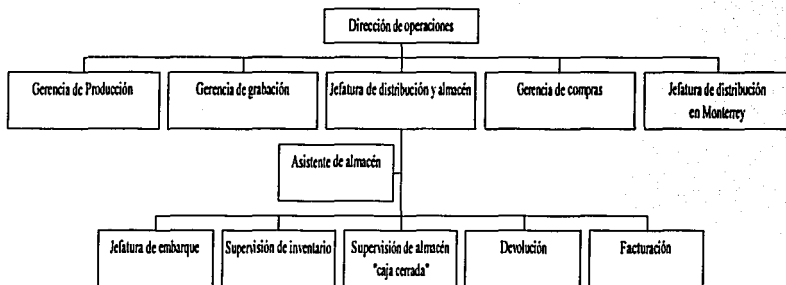 Dirección de operaciones
Gerencia de Producción
Gerencia de grabación
Jefatura de distribución y almacén
Gerencia de compras
Jefatura de distribución
en Monterrey
Asistente de almacén
Jefatura de embarque
Supervisión de inventario
Supervisión de almacén
"caja cerrada"
Devolución
Facturación